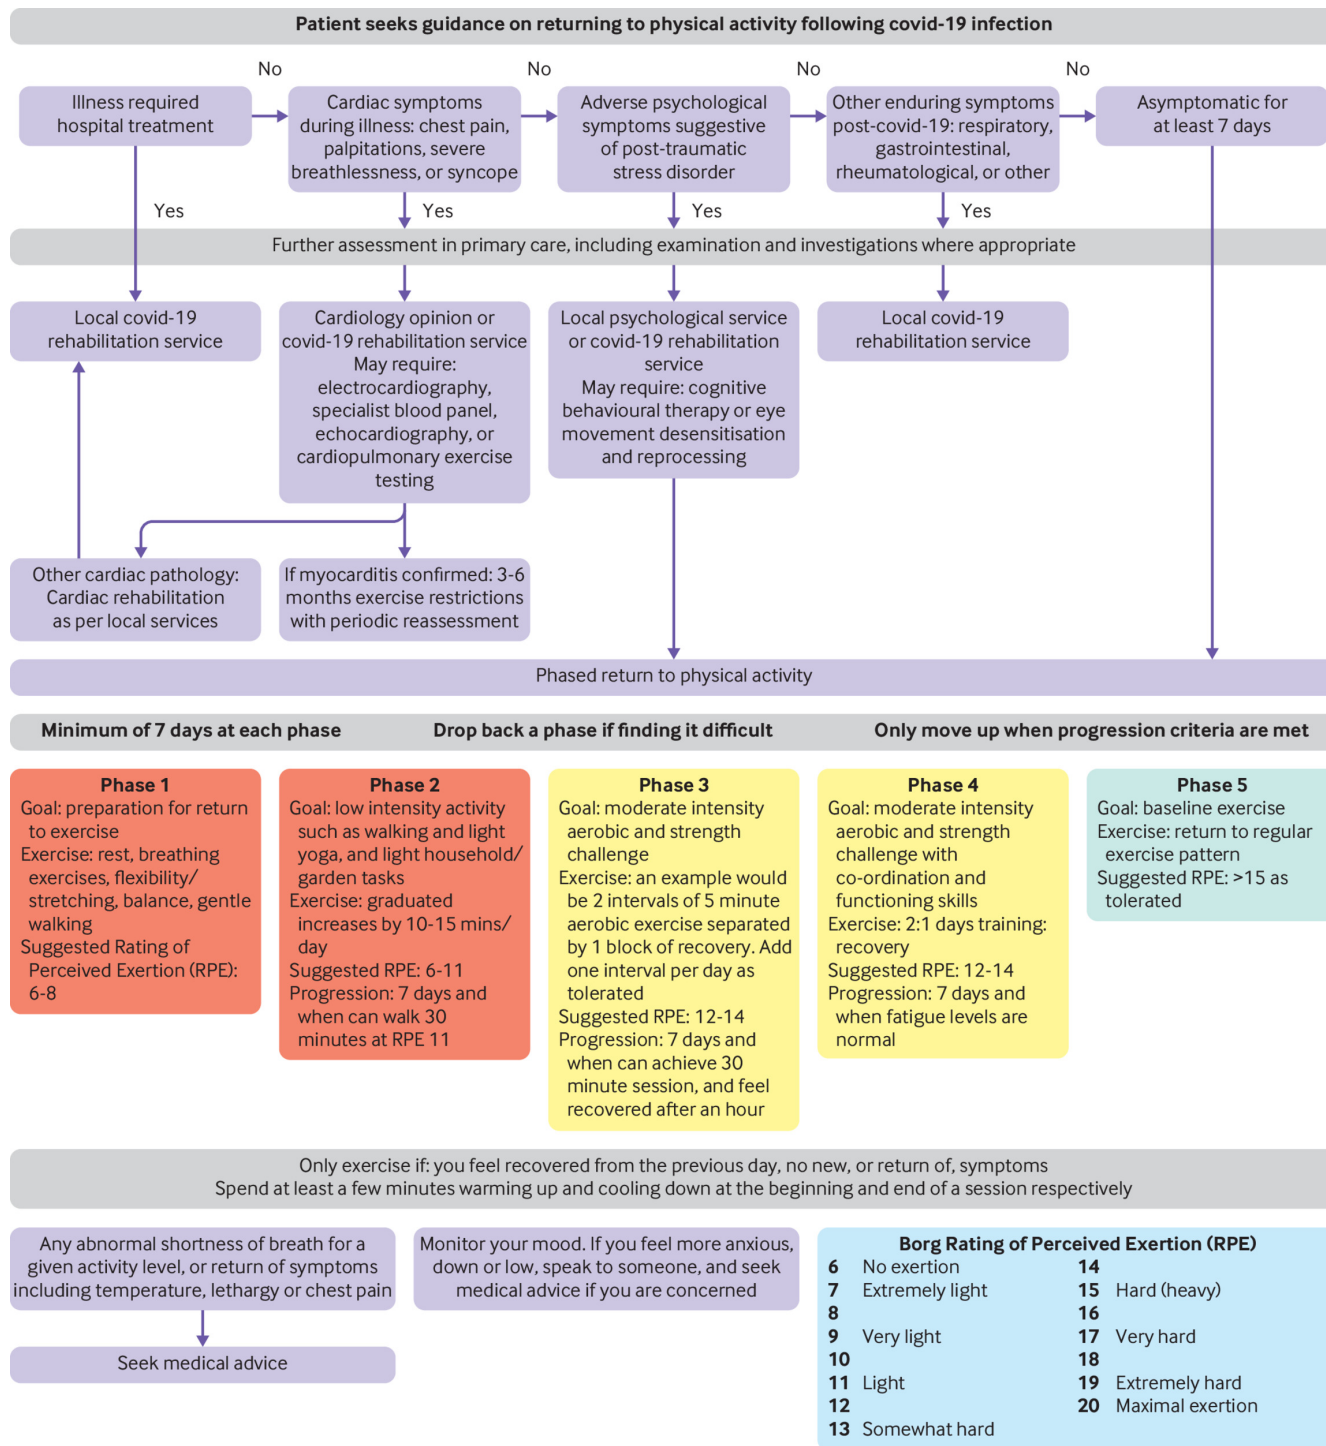 Patient seeks guidance on returning to physical activity following covid-19 infection
No
No
No
No
Illness required
hospital treatment
Cardiac symptoms
during illness: chest pain,
palpitations, severe
breathlessness, or syncope
Adverse psychological
symptoms suggestive
of post-traumatic
stress disorder
Other enduring symptoms
post-covid-19: respiratory,
gastrointestinal,
rheumatological, or other
Asymptomatic for
at least 7 days
Yes
Yes
Yes
Yes
Further assessment in primary care, including examination and investigations where appropriate
Local covid-19
rehabilitation service
Cardiology opinion or
covid-19 rehabilitation service
May require:
electrocardiography,
specialist blood panel,
echocardiography, or
cardiopulmonary exercise
testing
Local psychological service
or covid-19 rehabilitation
service
May require: cognitive
behavioural therapy or eye
movement desensitisation
and reprocessing
Local covid-19
rehabilitation service
Other cardiac pathology:
Cardiac rehabilitation
as per local services
If myocarditis confirmed: 3-6
months exercise restrictions
with periodic reassessment
Phased return to physical activity
Minimum of 7 days at each phase
Drop back a phase if finding it difficult
Only move up when progression criteria are met
Phase 1
Goal: preparation for return
to exercise
Exercise: rest, breathing
exercises, flexibility/
stretching, balance, gentle
walking
Suggested Rating of
Perceived Exertion (RPE):
6-8
Phase 2
Goal: low intensity activity
such as walking and light
yoga, and light household/
garden tasks
Exercise: graduated
increases by 10-15 mins/
day
Suggested RPE: 6-11
Progression: 7 days and
when can walk 30
minutes at RPE 11
Phase 3
Goal: moderate intensity
aerobic and strength
challenge
Exercise: an example would
be 2 intervals of 5 minute
aerobic exercise separated
by 1 block of recovery. Add
one interval per day as
tolerated
Suggested RPE: 12-14
Progression: 7 days and
when can achieve 30
minute session, and feel
recovered after an hour
Phase 4
Goal: moderate intensity
aerobic and strength
challenge with
co-ordination and
functioning skills
Exercise: 2:1 days training:
recovery
Suggested RPE: 12-14
Progression: 7 days and
when fatigue levels are
normal
Phase 5
Goal: baseline exercise
Exercise: return to regular
exercise pattern
Suggested RPE: >15 as
tolerated
Only exercise if: you feel recovered from the previous day, no new, or return of, symptoms
Spend at least a few minutes warming up and cooling down at the beginning and end of a session respectively
Any abnormal shortness of breath for a
given activity level, or return of symptoms
including temperature, lethargy or chest pain
Seek medical advice
Monitor your mood. If you feel more anxious,
down or low, speak to someone, and seek
medical advice if you are concerned
Borg Rating of Perceived Exertion (RPE)
6 No exertion
7 Extremely light
8
9 Very light
10
11 Light
12
13 Somewhat hard
14
15 Hard (heavy)
16
17 Very hard
18
19 Extremely hard
20 Maximal exertion